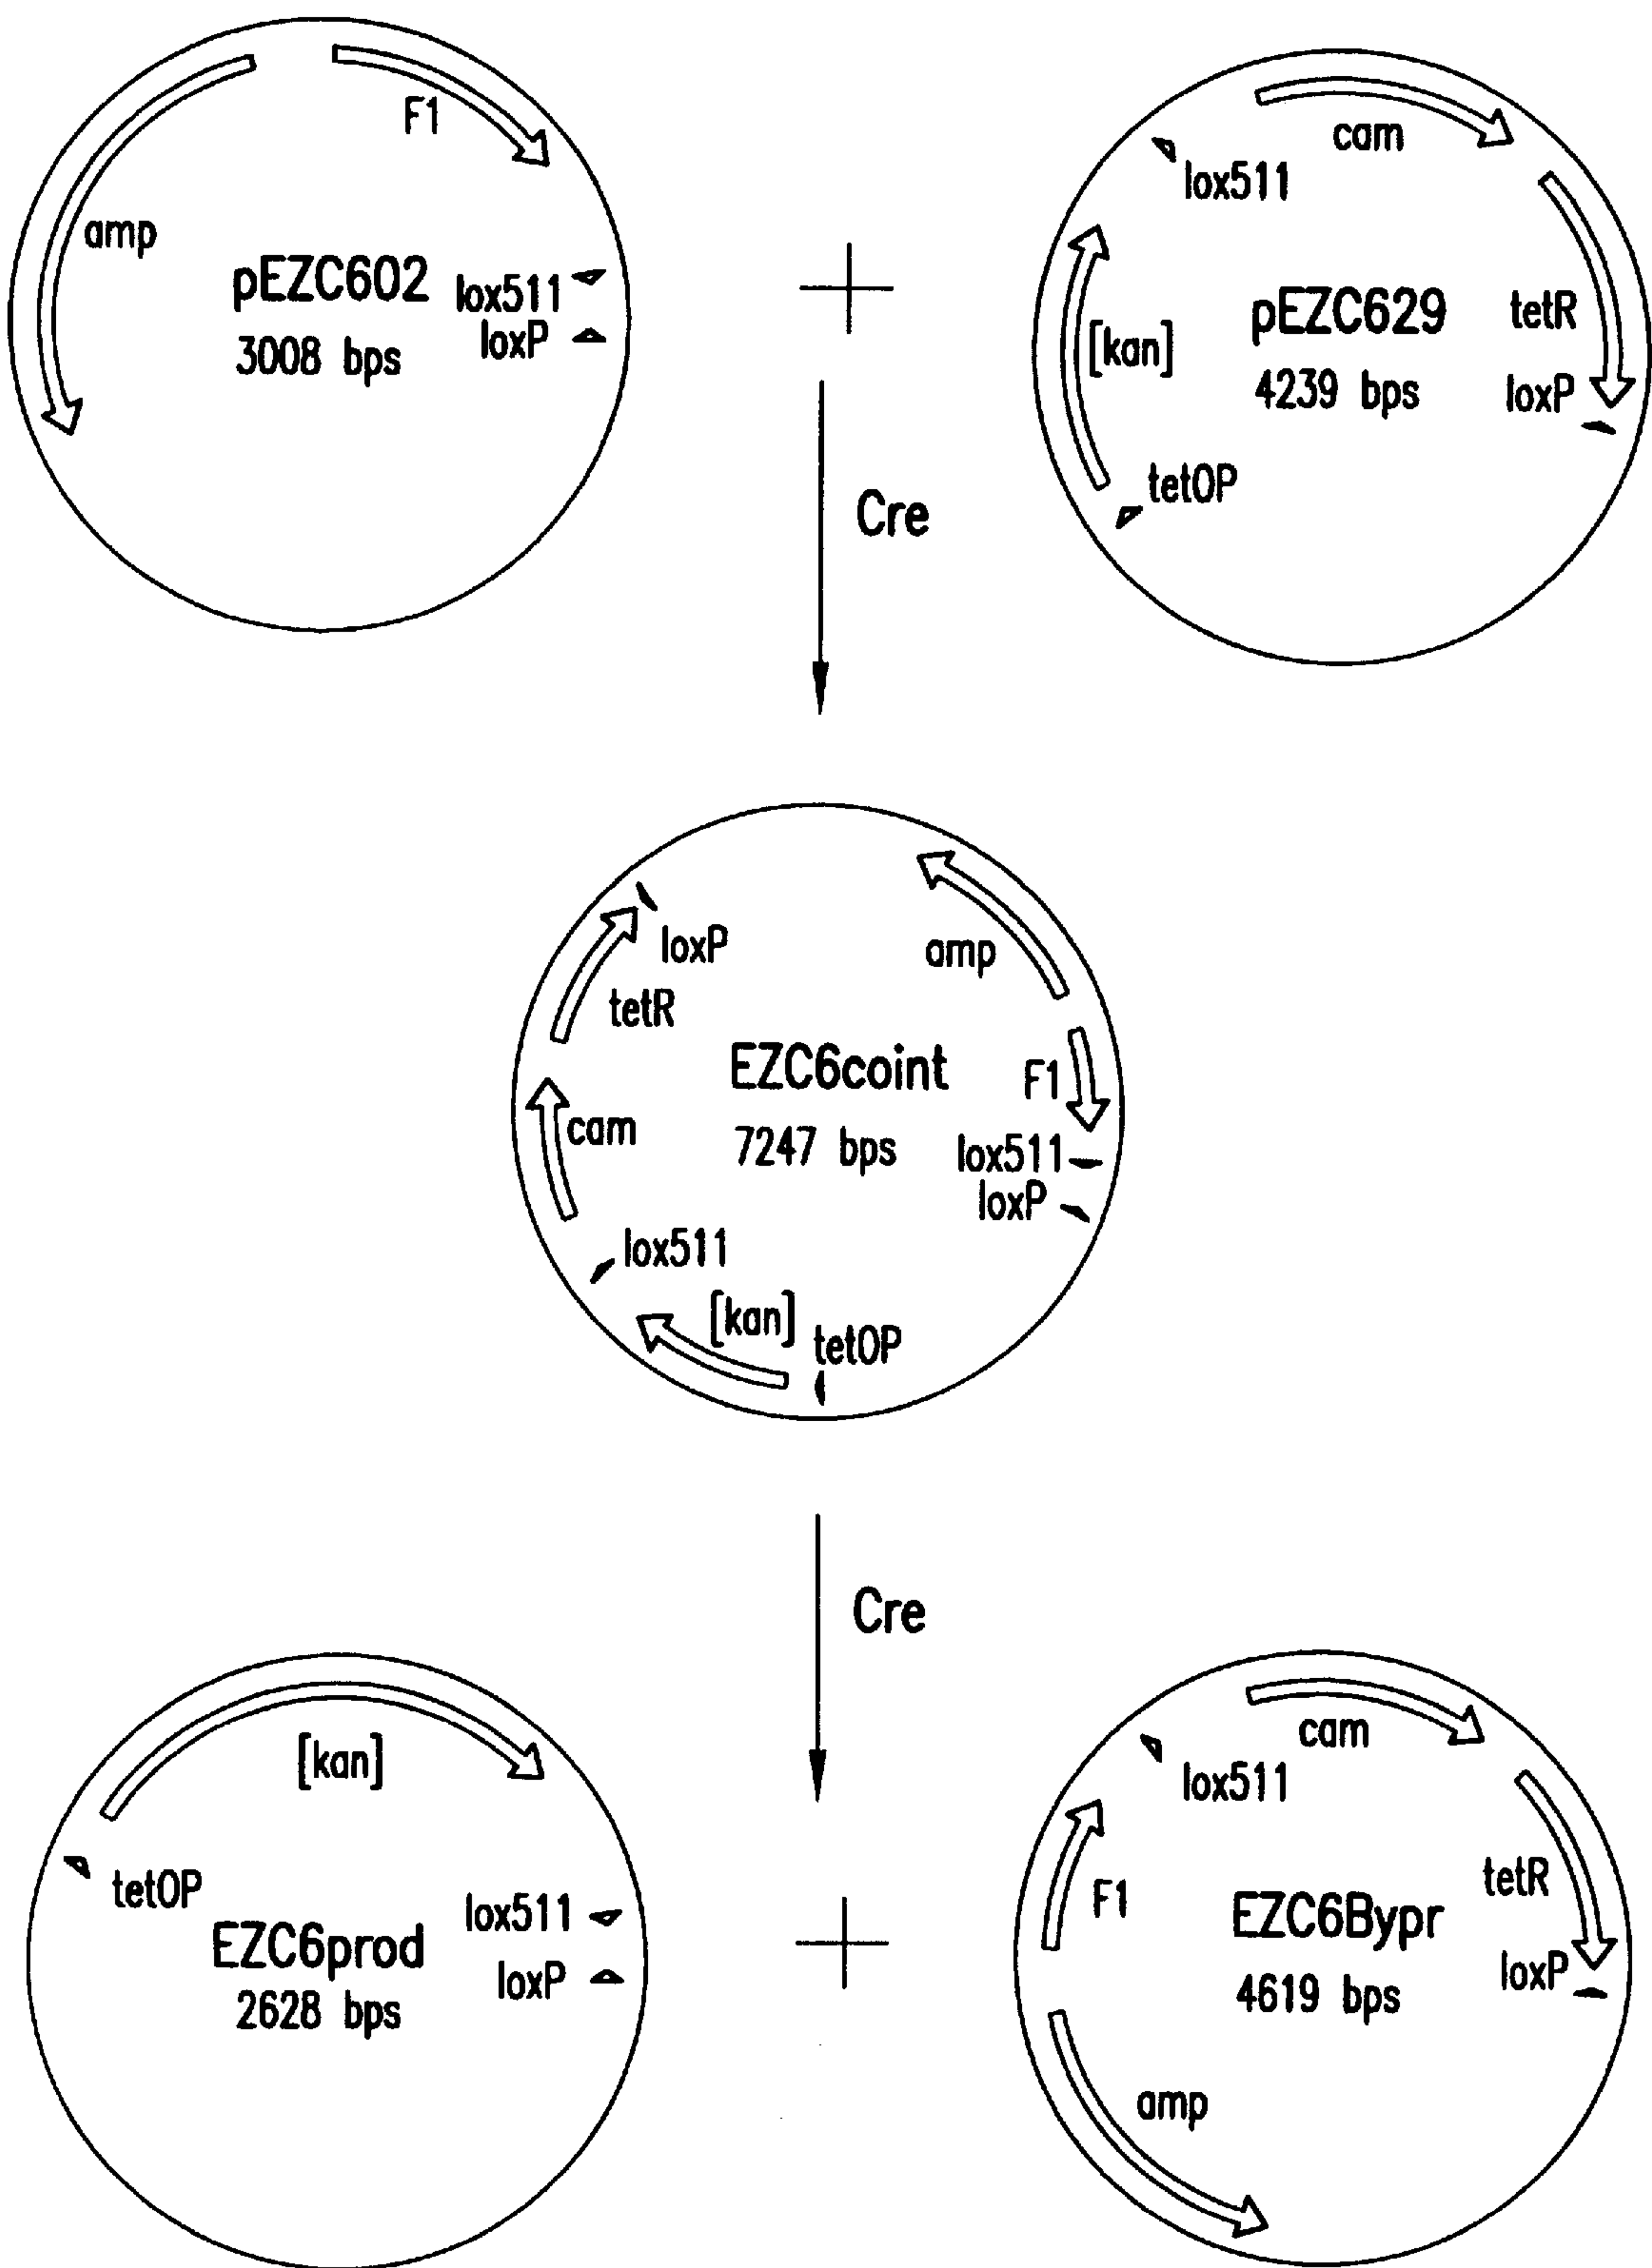 F1
amp
pEZC602
3008 bps
lox511
loxP
cam
lox511
[kan]
pEZC629
4239 bps
tetR
loxP
tetOP
Cre
loxP
tetR
amp
EZC6coint
7247 bps
F1
cam
lox511
loxP
lox511
[kan]
tetOP
Cre
[kan]
tetOP
EZC6prod
2628 bps
lox511
loxP
cam
lox511
F1
EZC6Bypr
4619 bps
tetR
loxP
amp